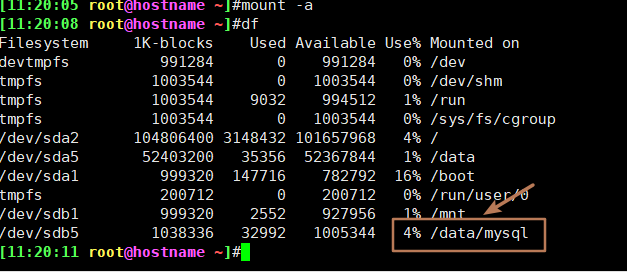 [11:20:05 root@hostname ~]#mount -a
[11:20:08 root@hostname ~]#df
Filesystem 1K-blocks Used Available Use% Mounted on
devtmpfs 991284 0 991284 0% /dev
tmpfs 1003544 0 1003544 0% /dev/shm
tmpfs 1003544 9032 994512 1% /run
tmpfs 1003544 0 1003544 0% /sys/fs/cgroup
/dev/sda2 104806400 3148432 101657968 4% /
/dev/sda5 52403200 35356 52367844 1% /data
/dev/sda1 999320 147716 782792 16% /boot
tmpfs 200712 0 200712 0% /run/user/0
/dev/sdb1 999320 2552 927956 1% /mnt
/dev/sdb5 1038336 32992 1005344 4% /data/mysql
[11:20:11 root@hostname ~]#